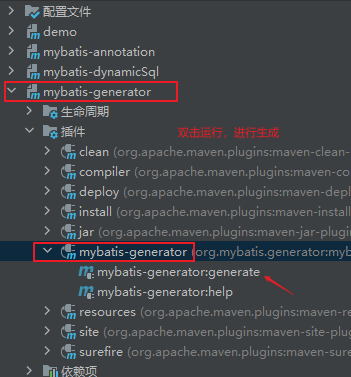 配置文件
demo
mybatis-annotation
mybatis-dynamicSql
mybatis-generator
生命周期
插件 双击运行，进行生成
clean (org.apache.maven.plugins:maven-clean-
compiler (org.apache.maven.plugins:maven-co
deploy (org.apache.maven.plugins:maven-depl
install (org.apache.maven.plugins:maven-insta
jar (org.apache.maven.plugins:maven-jar-plug
mybatis-generator (org.mybatis.generator:myb
mybatis-generator:generate
mybatis-generator:help
resources (org.apache.maven.plugins:maven-re
site (org.apache.maven.plugins:maven-site-plu
surefire (org.apache.maven.plugins:maven-sure
依赖项